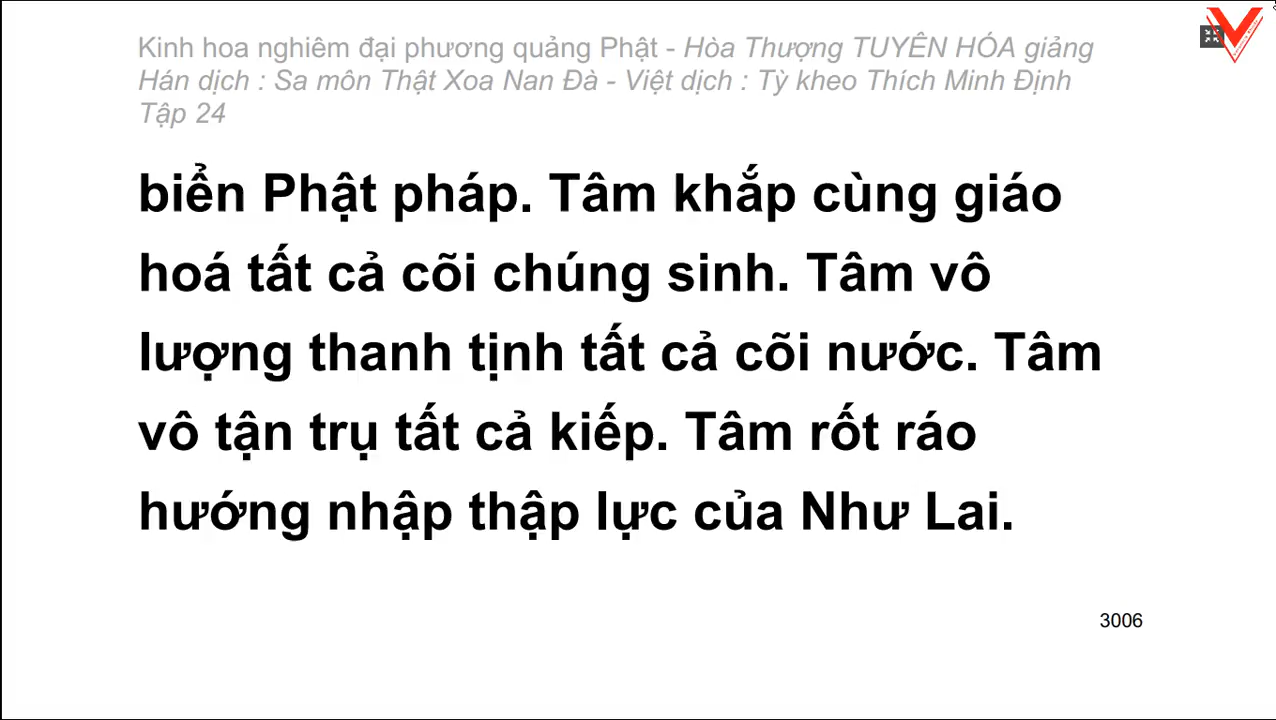 Kinh hoa nghiêm đại phương quảng Phật - Hòa Thượng TUYÊN HÓA giảng
Hán dịch : Sa môn Thật Xoa Nan Đà - Việt dịch : Tỳ kheo Thích Minh Định
Tập 24
biển Phật pháp. Tâm khắp cùng giáo
hoá tất cả cõi chúng sinh. Tâm vô
lượng thanh tịnh tất cả cõi nước. Tâm
vô tận trụ tất cả kiếp. Tâm rốt ráo
hướng nhập thập lực của Như Lai.
3006